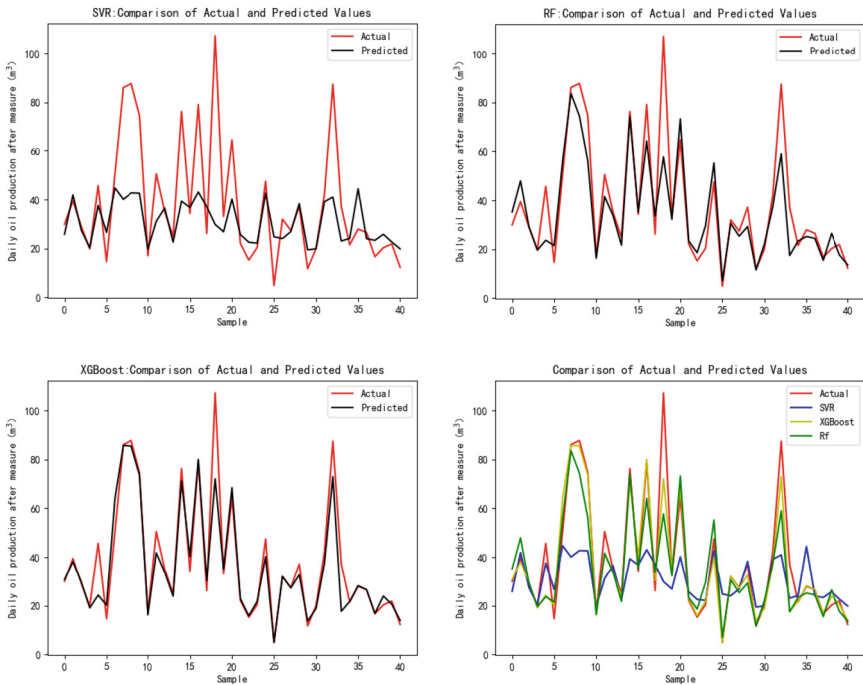 SVR:Comparison of Actual and Predicted Values
Daily oil production after measure (m³)
100
80
60
40
20
0
Actual
Predicted
0 5 10 15 20 25 30 35 40
Sample
RF:Comparison of Actual and Predicted Values
Daily oil production after measure (m³)
100
80
60
40
20
0
Actual
Predicted
0 5 10 15 20 25 30 35 40
Sample
XGBoost:Comparison of Actual and Predicted Values
Daily oil production after measure (m³)
100
80
60
40
20
0
Actual
Predicted
0 5 10 15 20 25 30 35 40
Sample
Comparison of Actual and Predicted Values
Daily oil production after measure (m³)
100
80
60
40
20
0
Actual
SVR
XGBoost
Rf
0 5 10 15 20 25 30 35 40
Sample